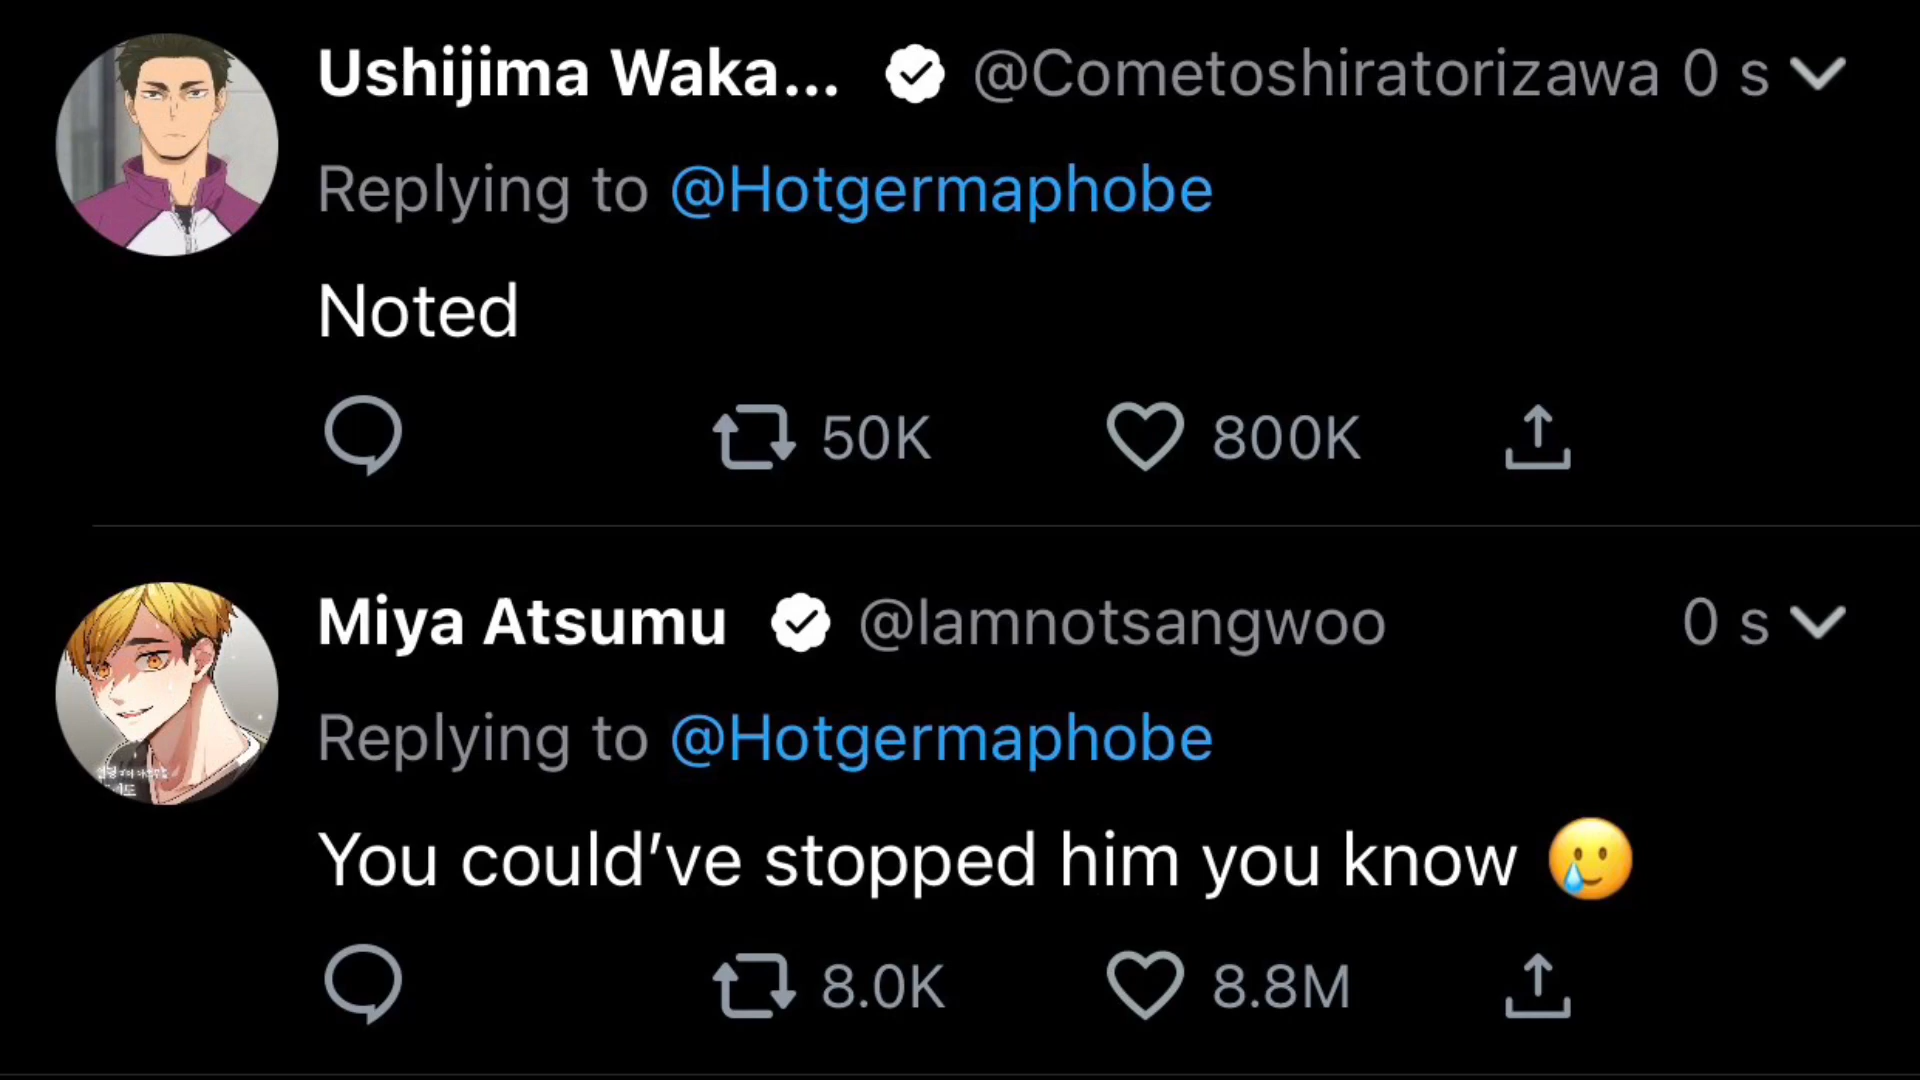 Ushijima Waka... @Cometoshiratorizawa 0 s
Replying to @Hotgermaphobe
Noted
50K 800K
Miya Atsumu @Iamnotsangwoo 0 s
Replying to @Hotgermaphobe
You could’ve stopped him you know 🥲
8.0K 8.8M